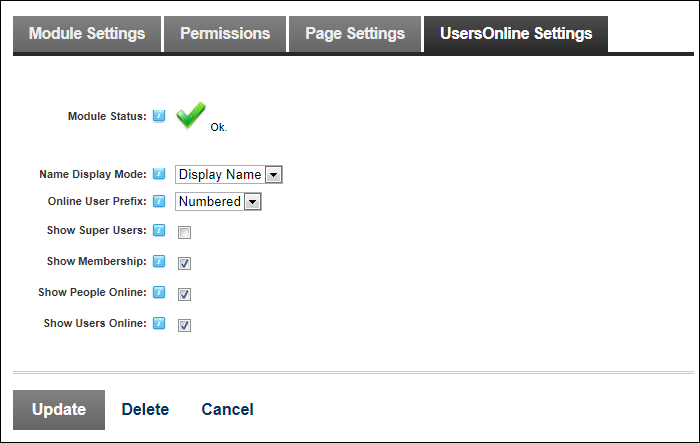 Module Settings Permissions Page Settings UsersOnline Settings
Module Status: Ok.
Name Display Mode: Display Name
Online User Prefix: Numbered
Show Super Users:
Show Membership:
Show People Online:
Show Users Online:
Update Delete Cancel